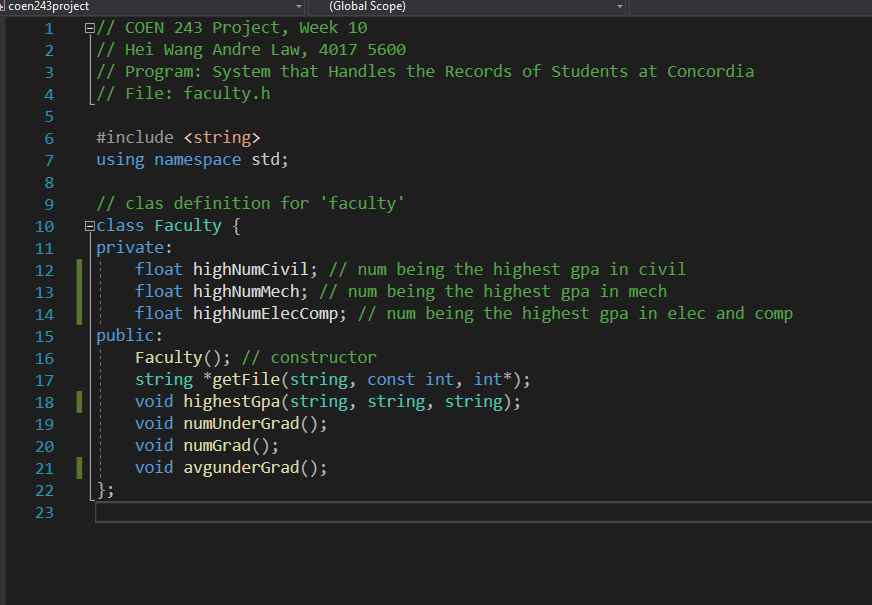 coen243project (Global Scope)
1 // COEN 243 Project, Week 10
2 // Hei Wang Andre Law, 4017 5600
3 // Program: System that Handles the Records of Students at Concordia
4 // File: faculty.h
5
6 #include <string>
7 using namespace std;
8
9 // clas definition for 'faculty'
10 class Faculty {
11 private:
12 float highNumCivil; // num being the highest gpa in civil
13 float highNumMech; // num being the highest gpa in mech
14 float highNumElecComp; // num being the highest gpa in elec and comp
15 public:
16 Faculty(); // constructor
17 string *getFile(string, const int, int*);
18 void highestGpa(string, string, string);
19 void numUnderGrad();
20 void numGrad();
21 void avgunderGrad();
22 };
23